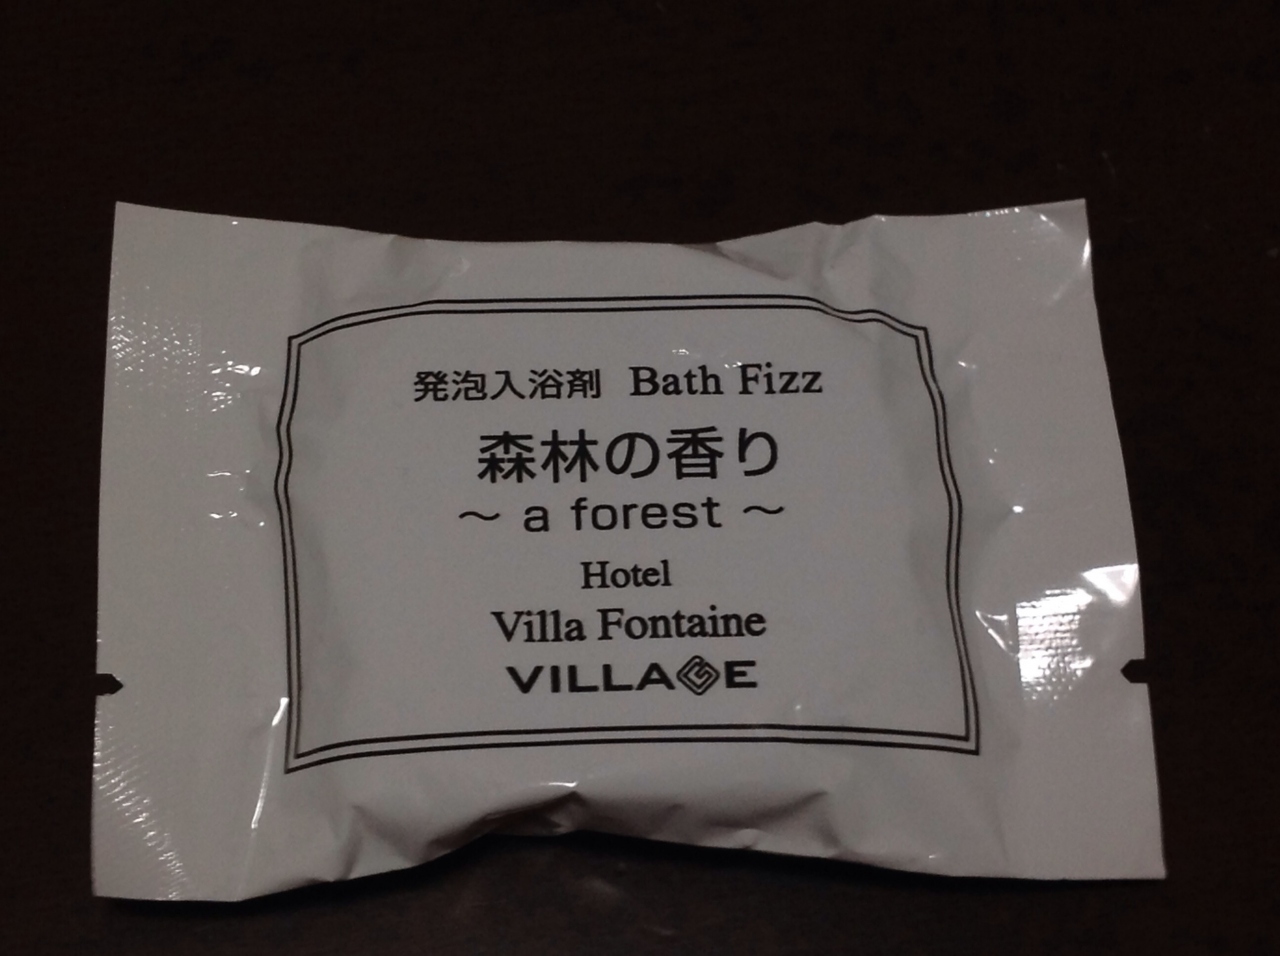 発泡入浴剤 Bath Fizz
森林の香り
～ a forest ～
Hotel
Villa Fontaine
VILLAGE